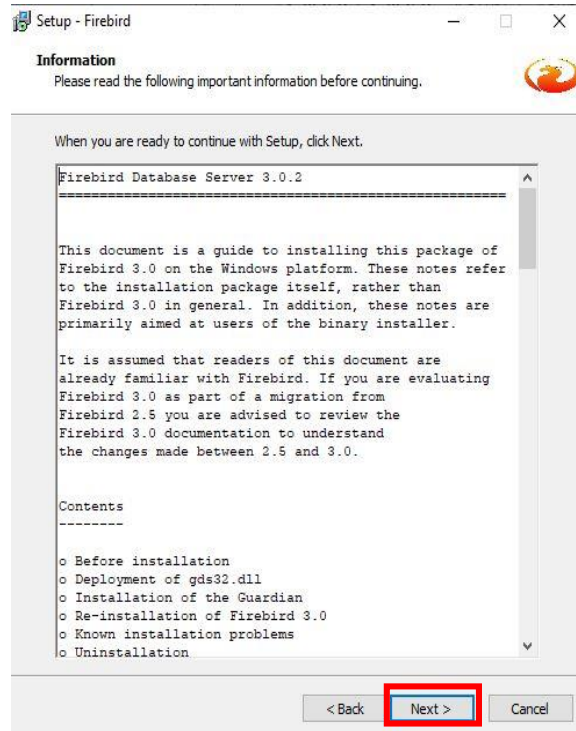 Setup - Firebird
Information
Please read the following important information before continuing.
When you are ready to continue with Setup, click Next.
Firebird Database Server 3.0.2
=======================================================
This document is a guide to installing this package of
Firebird 3.0 on the Windows platform. These notes refer
to the installation package itself, rather than
Firebird 3.0 in general. In addition, these notes are
primarily aimed at users of the binary installer.
It is assumed that readers of this document are
already familiar with Firebird. If you are evaluating
Firebird 3.0 as part of a migration from
Firebird 2.5 you are advised to review the
Firebird 3.0 documentation to understand
the changes made between 2.5 and 3.0.
Contents
--------
o Before installation
o Deployment of gds32.dll
o Installation of the Guardian
o Re-installation of Firebird 3.0
o Known installation problems
o Uninstallation
< Back Next > Cancel